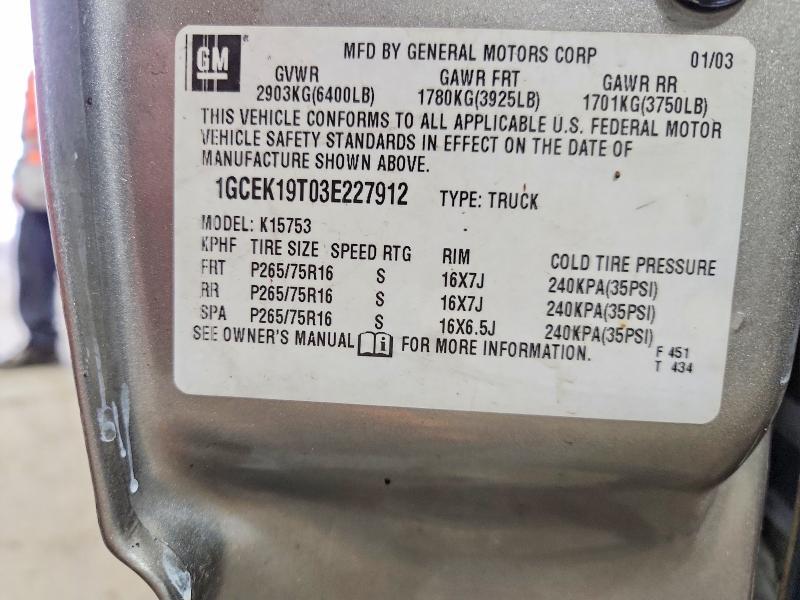 GM MFD BY GENERAL MOTORS CORP 01/03
GVWR GAWR FRT GAWR RR
2903KG(6400LB) 1780KG(3925LB) 1701KG(3750LB)
THIS VEHICLE CONFORMS TO ALL APPLICABLE U.S. FEDERAL MOTOR
VEHICLE SAFETY STANDARDS IN EFFECT ON THE DATE OF
MANUFACTURE SHOWN ABOVE.
1GCEK19T03E227912 TYPE: TRUCK
MODEL: K15753
KPHF TIRE SIZE SPEED RTG RIM COLD TIRE PRESSURE
FRT P265/75R16 S 16X7J 240KPA(35PSI)
RR P265/75R16 S 16X7J 240KPA(35PSI)
SPA P265/75R16 S 16X6.5J 240KPA(35PSI)
SEE OWNER'S MANUAL i FOR MORE INFORMATION. F 451
T 434